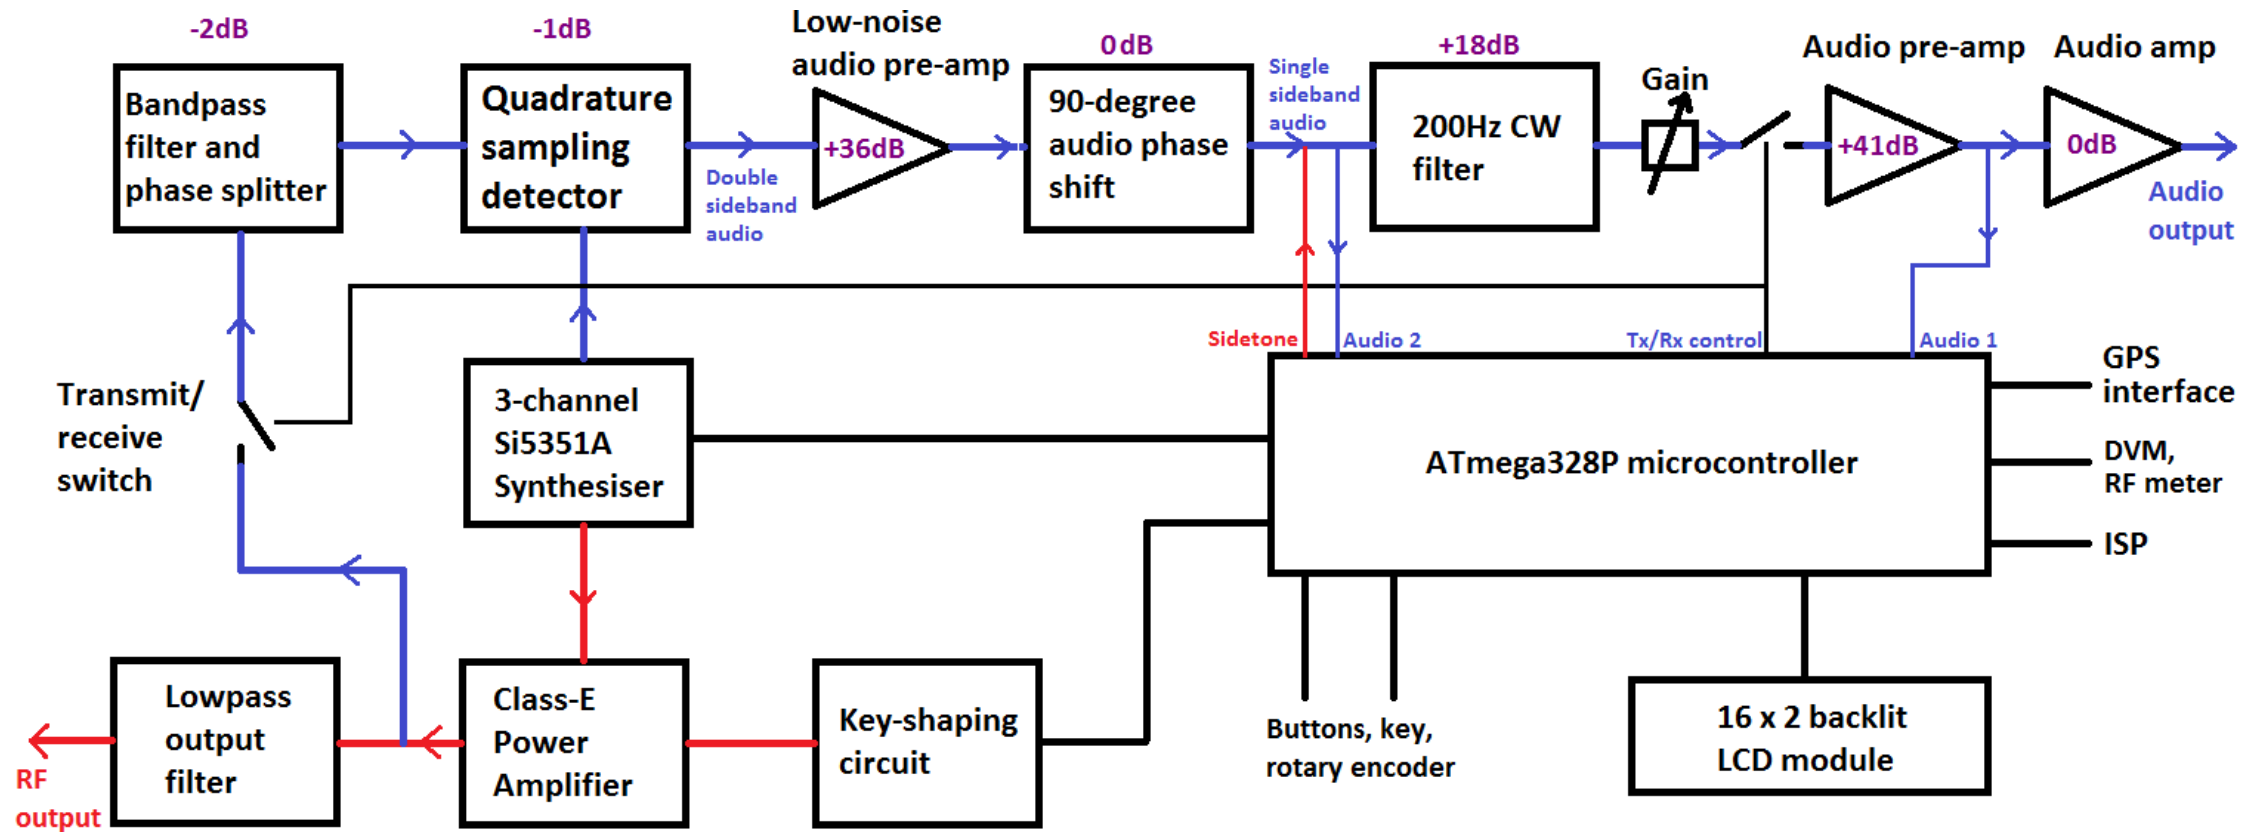 -2dB
Bandpass
filter and
phase splitter
-1dB
Quadrature
sampling
detector
Double
sideband
audio
Low-noise
audio pre-amp
+36dB
0dB
90-degree
audio phase
shift
Single
sideband
audio
+18dB
200Hz CW
filter
Gain
Audio pre-amp
+41dB
Audio amp
0dB
Audio
output
Sidetone
Audio 2
Tx/Rx control
Audio 1
Transmit/
receive
switch
3-channel
Si5351A
Synthesiser
ATmega328P microcontroller
GPS
interface
DVM,
RF meter
ISP
RF
output
Lowpass
output
filter
Class-E
Power
Amplifier
Key-shaping
circuit
Buttons, key,
rotary encoder
16 x 2 backlit
LCD module